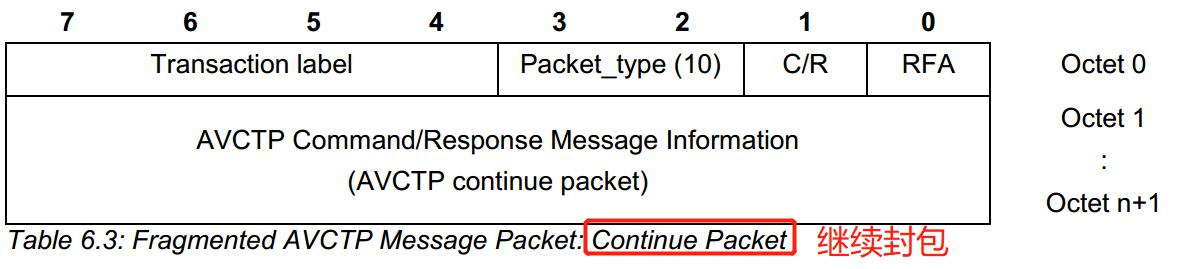 7 6 5 4 3 2 1 0
Transaction label Packet_type (10) C/R RFA Octet 0
AVCTP Command/Response Message Information
(AVCTP continue packet)
Octet 1
:
Octet n+1
Table 6.3: Fragmented AVCTP Message Packet: Continue Packet 继续封包